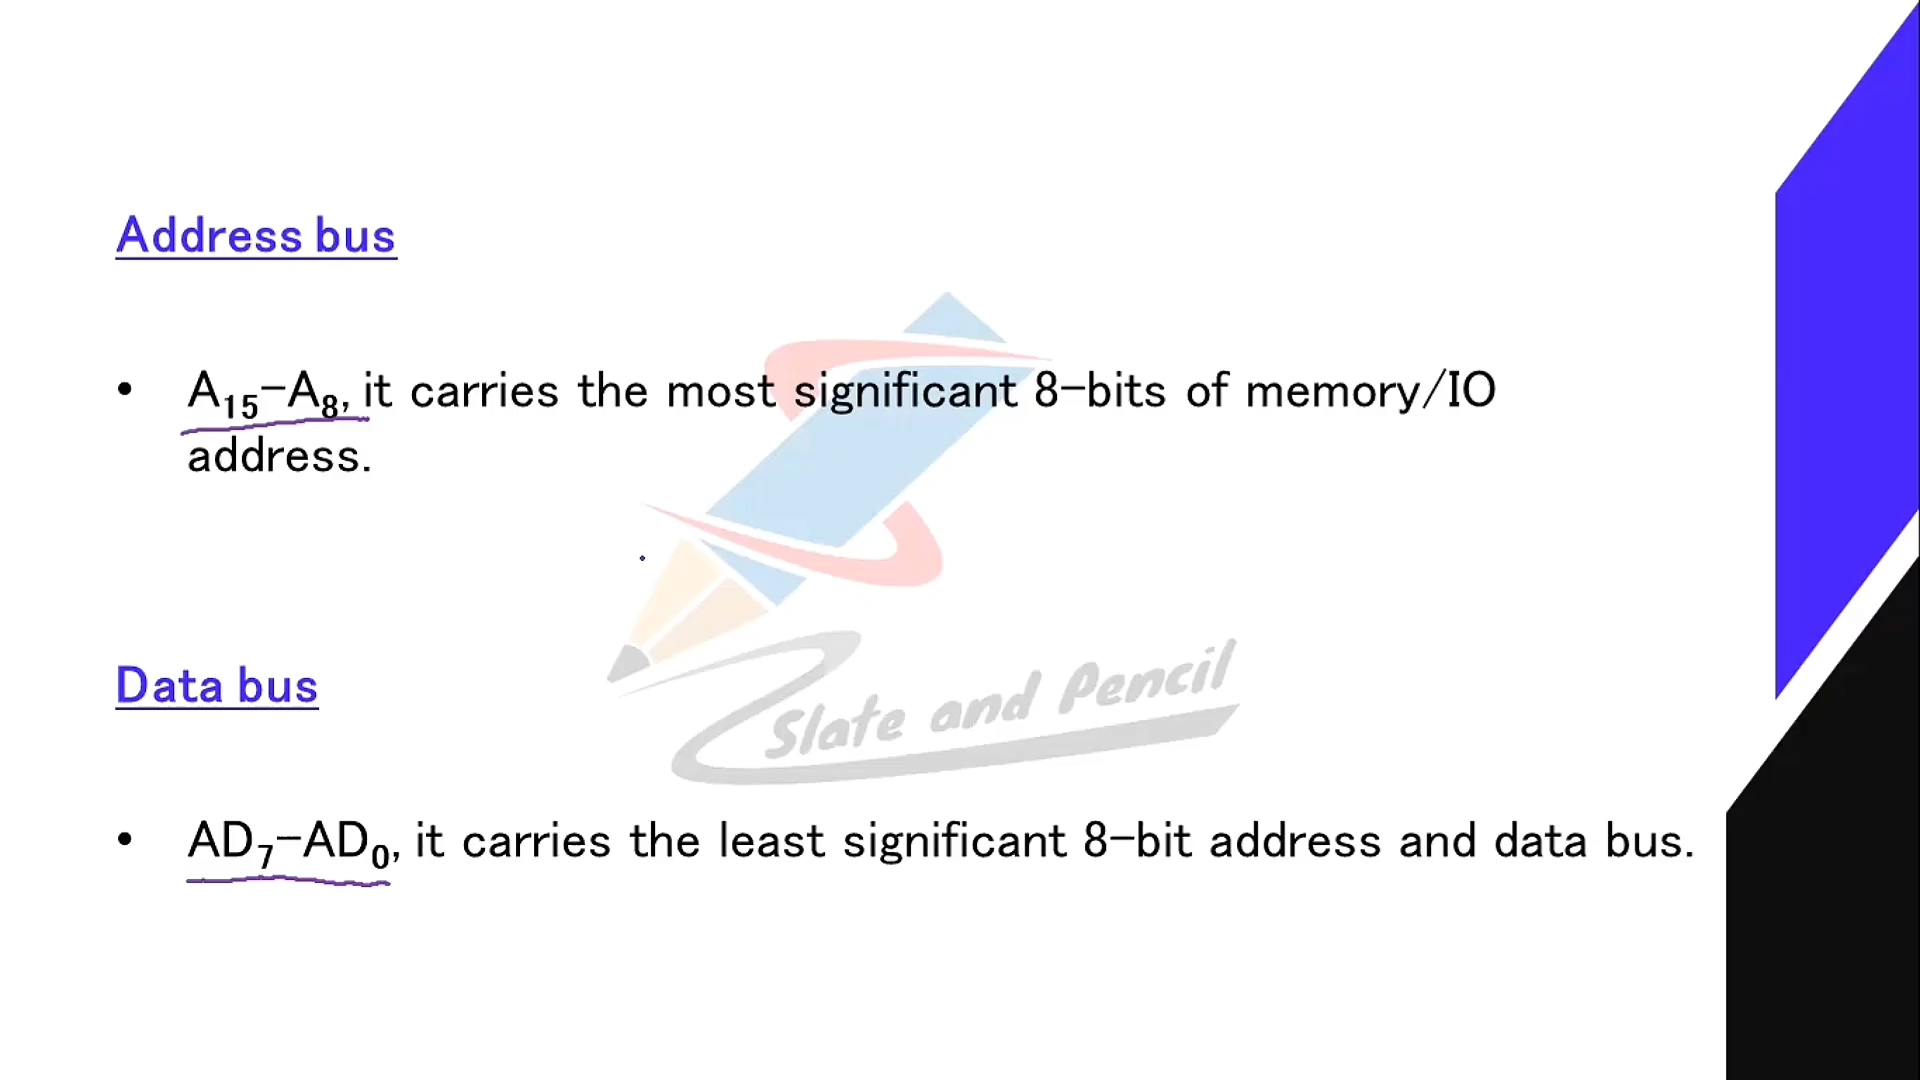 Address bus
• A₁₅-A₈, it carries the most significant 8-bits of memory/IO
address.
Slate and Pencil
Data bus
• AD₇-AD₀, it carries the least significant 8-bit address and data bus.